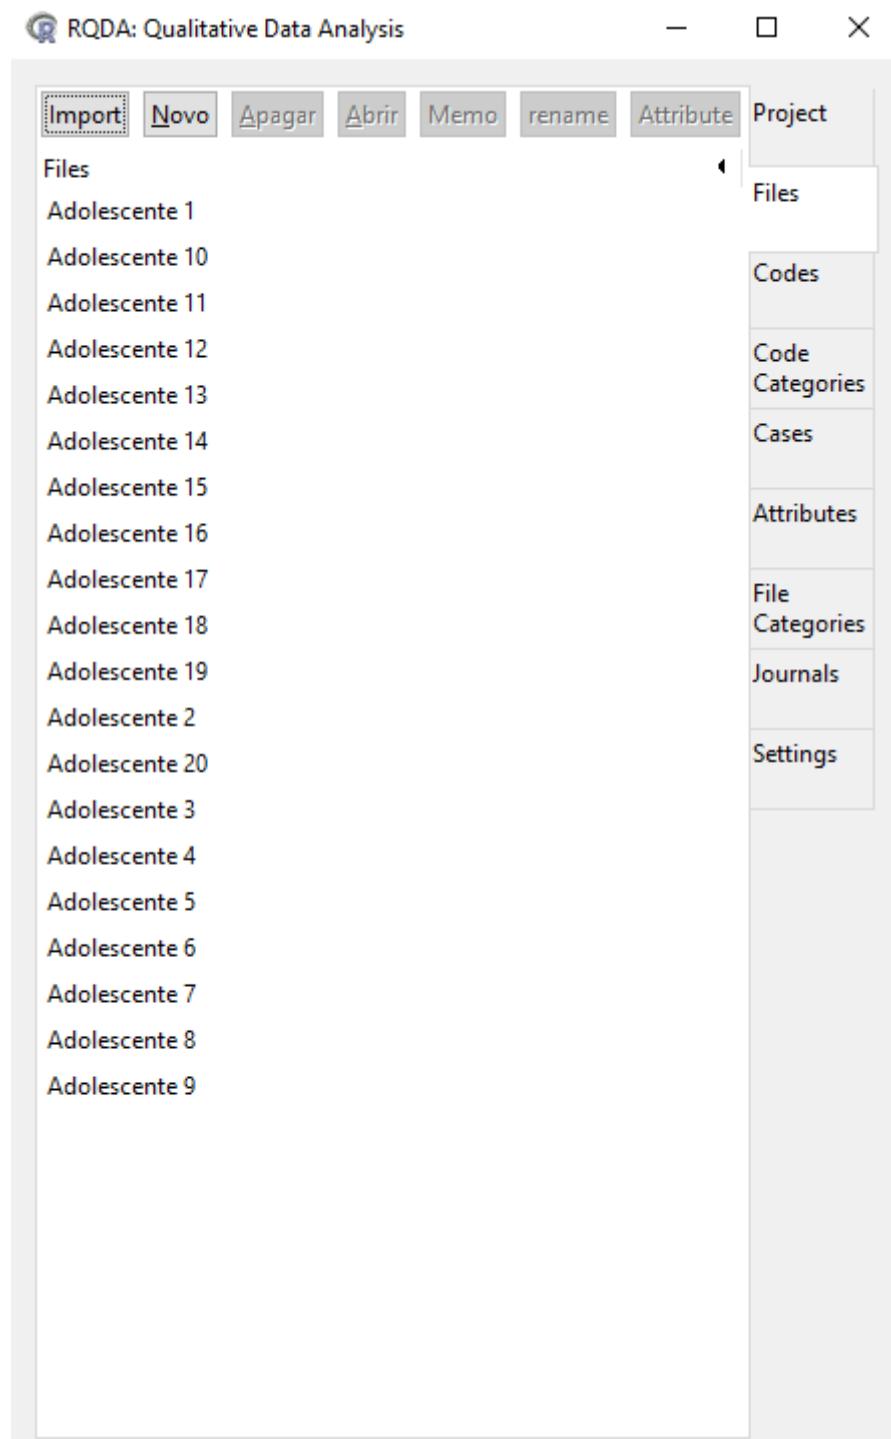 RQDA: Qualitative Data Analysis
Import Novo Apagar Abrir Memo rename Attribute
Files
Adolescente 1
Adolescente 10
Adolescente 11
Adolescente 12
Adolescente 13
Adolescente 14
Adolescente 15
Adolescente 16
Adolescente 17
Adolescente 18
Adolescente 19
Adolescente 2
Adolescente 20
Adolescente 3
Adolescente 4
Adolescente 5
Adolescente 6
Adolescente 7
Adolescente 8
Adolescente 9
Project
Files
Codes
Code
Categories
Cases
Attributes
File
Categories
Journals
Settings